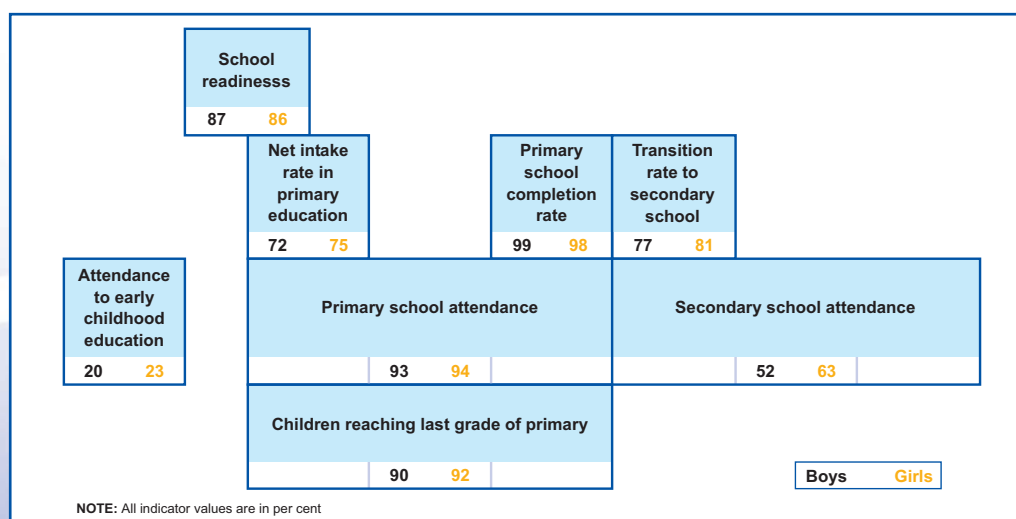 School
readinesss
87 86
Net intake
rate in
primary
education
72 75
Primary
school
completion
rate
99 98
Transition
rate to
secondary
school
77 81
Attendance
to early
childhood
education
20 23
Primary school attendance
93 94
Secondary school attendance
52 63
Children reaching last grade of primary
90 92
Boys Girls
NOTE: All indicator values are in per cent